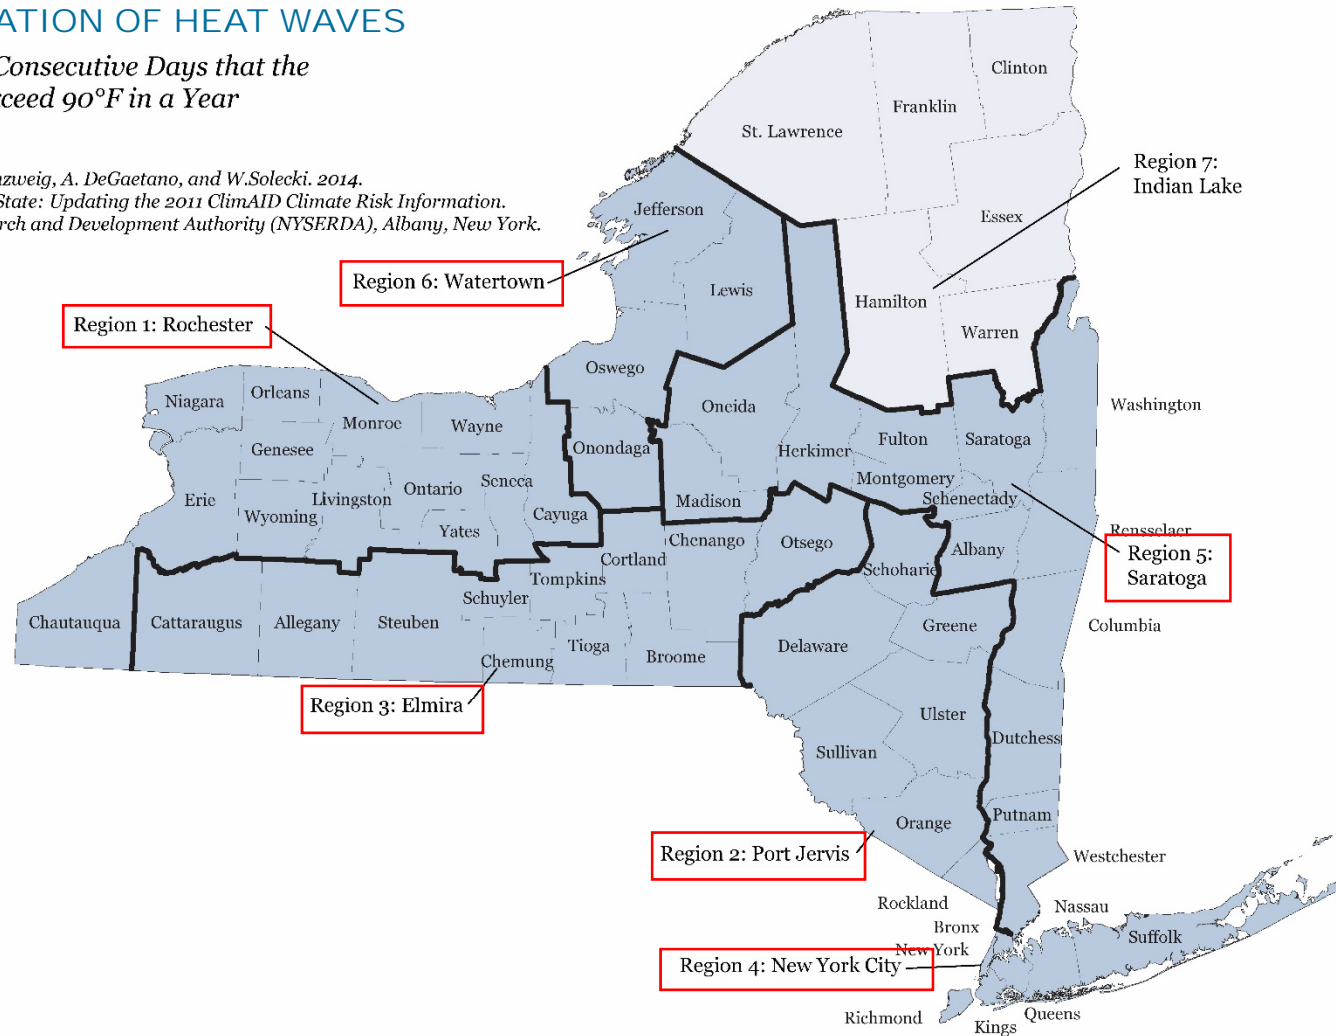 ATION OF HEAT WAVES
Consecutive Days that the
ceed 90°F in a Year
nzweig, A. DeGaetano, and W.Solecki. 2014.
State: Updating the 2011 ClimAID Climate Risk Information.
rch and Development Authority (NYSERDA), Albany, New York.
Clinton
Franklin
St. Lawrence
Region 7:
Indian Lake
Essex
Jefferson
Region 6: Watertown
Lewis
Hamilton
Warren
Region 1: Rochester
Oswego
Niagara
Orleans
Monroe
Wayne
Oneida
Washington
Genesee
Onondaga
Herkimer
Fulton
Saratoga
Erie
Wyoming
Livingston
Ontario
Seneca
Yates
Cayuga
Madison
Montgomery
Schenectady
Rensselaer
Region 5:
Saratoga
Chenango
Cortland
Otsego
Albany
Schoharie
Tompkins
Schuyler
Chautauqua
Cattaraugus
Allegany
Steuben
Chemung
Tioga
Broome
Delaware
Greene
Columbia
Region 3: Elmira
Ulster
Sullivan
Dutchess
Orange
Putnam
Region 2: Port Jervis
Westchester
Rockland
Bronx
New York
Nassau
Suffolk
Region 4: New York City
Richmond
Kings
Queens